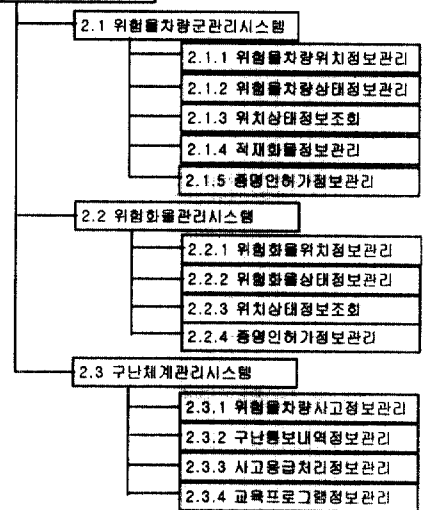 2.1 위험물차량군관리시스템
2.1.1 위험물차량위치정보관리
2.1.2 위험물차량상태정보관리
2.1.3 위치상태정보조회
2.1.4 적재화물정보관리
2.1.5 증명인허가정보관리
2.2 위험화물관리시스템
2.2.1 위험화물위치정보관리
2.2.2 위험화물상태정보관리
2.2.3 위치상태정보조회
2.2.4 증명인허가정보관리
2.3 구난체계관리시스템
2.3.1 위험물차량사고정보관리
2.3.2 구난통보내역정보관리
2.3.3 사고응급처리정보관리
2.3.4 교육프로그램정보관리